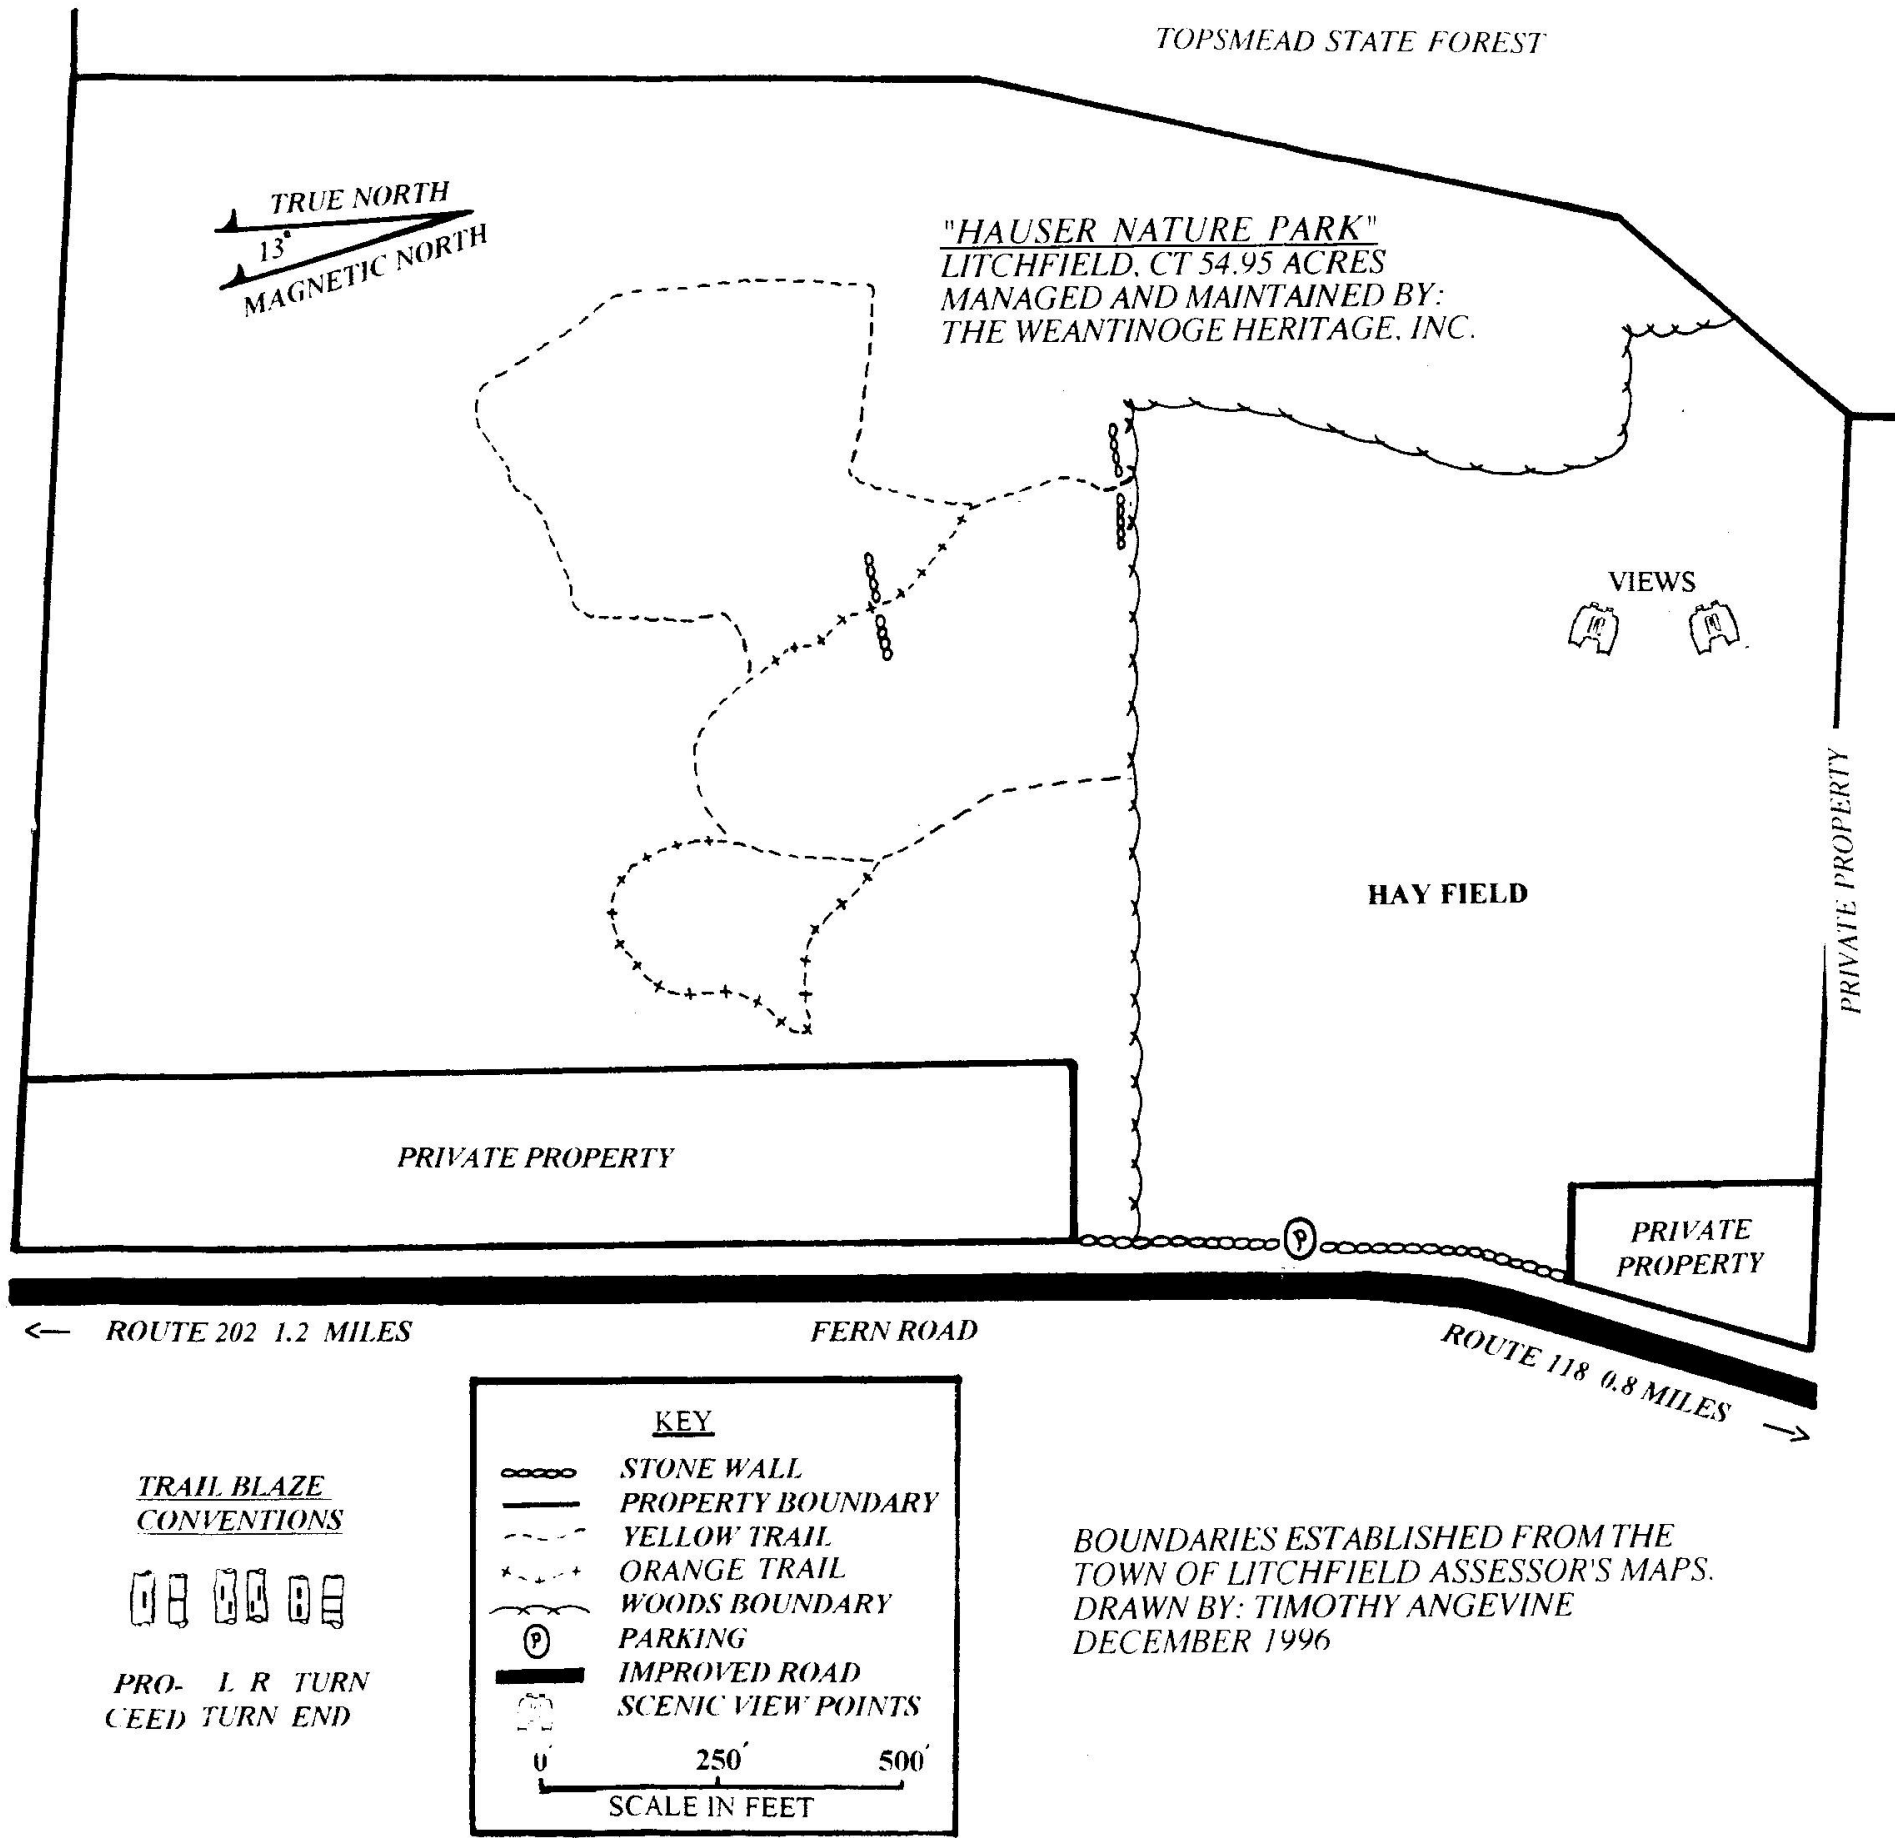 TOPSMEAD STATE FOREST
TRUE NORTH
13°
MAGNETIC NORTH
"HAUSER NATURE PARK"
LITCHFIELD, CT 54.95 ACRES
MANAGED AND MAINTAINED BY:
THE WEANTINOGE HERITAGE, INC.
VIEWS
PRIVATE PROPERTY
HAY FIELD
PRIVATE PROPERTY
PRIVATE
PROPERTY
P
← ROUTE 202 1.2 MILES
FERN ROAD
ROUTE 118 0.8 MILES →
KEY
STONE WALL
PROPERTY BOUNDARY
YELLOW TRAIL
ORANGE TRAIL
WOODS BOUNDARY
P PARKING
IMPROVED ROAD
SCENIC VIEW POINTS
0' 250' 500'
SCALE IN FEET
TRAIL BLAZE
CONVENTIONS
PRO- L R TURN
CEED TURN END
BOUNDARIES ESTABLISHED FROM THE
TOWN OF LITCHFIELD ASSESSOR'S MAPS.
DRAWN BY: TIMOTHY ANGEVINE
DECEMBER 1996